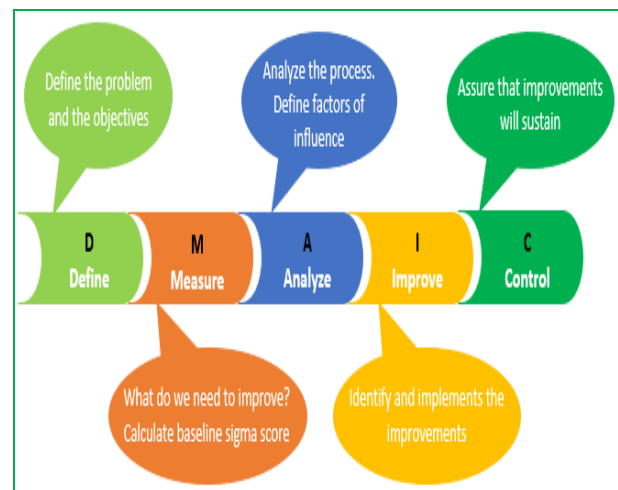 Define the problem
and the objectives
Analyze the process.
Define factors of
influence
Assure that improvements
will sustain
D
Define
M
Measure
A
Analyze
I
Improve
C
Control
What do we need to improve?
Calculate baseline sigma score
Identify and implements the
improvements